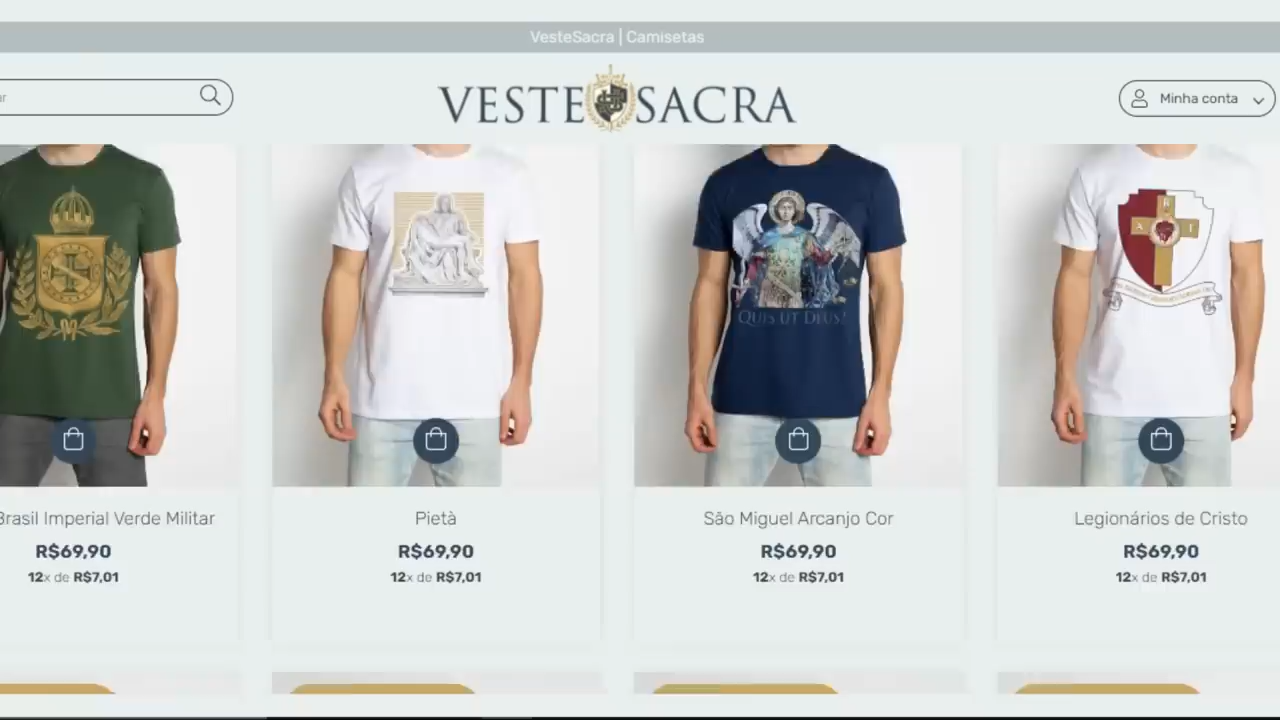 VesteSacra | Camisetas
VESTE SACRA
Minha conta
QUIS UT DEUS?
Brasil Imperial Verde Militar
Pietà
São Miguel Arcanjo Cor
Legionários de Cristo
R$69,90
R$69,90
R$69,90
R$69,90
12x de R$7,01
12x de R$7,01
12x de R$7,01
12x de R$7,01